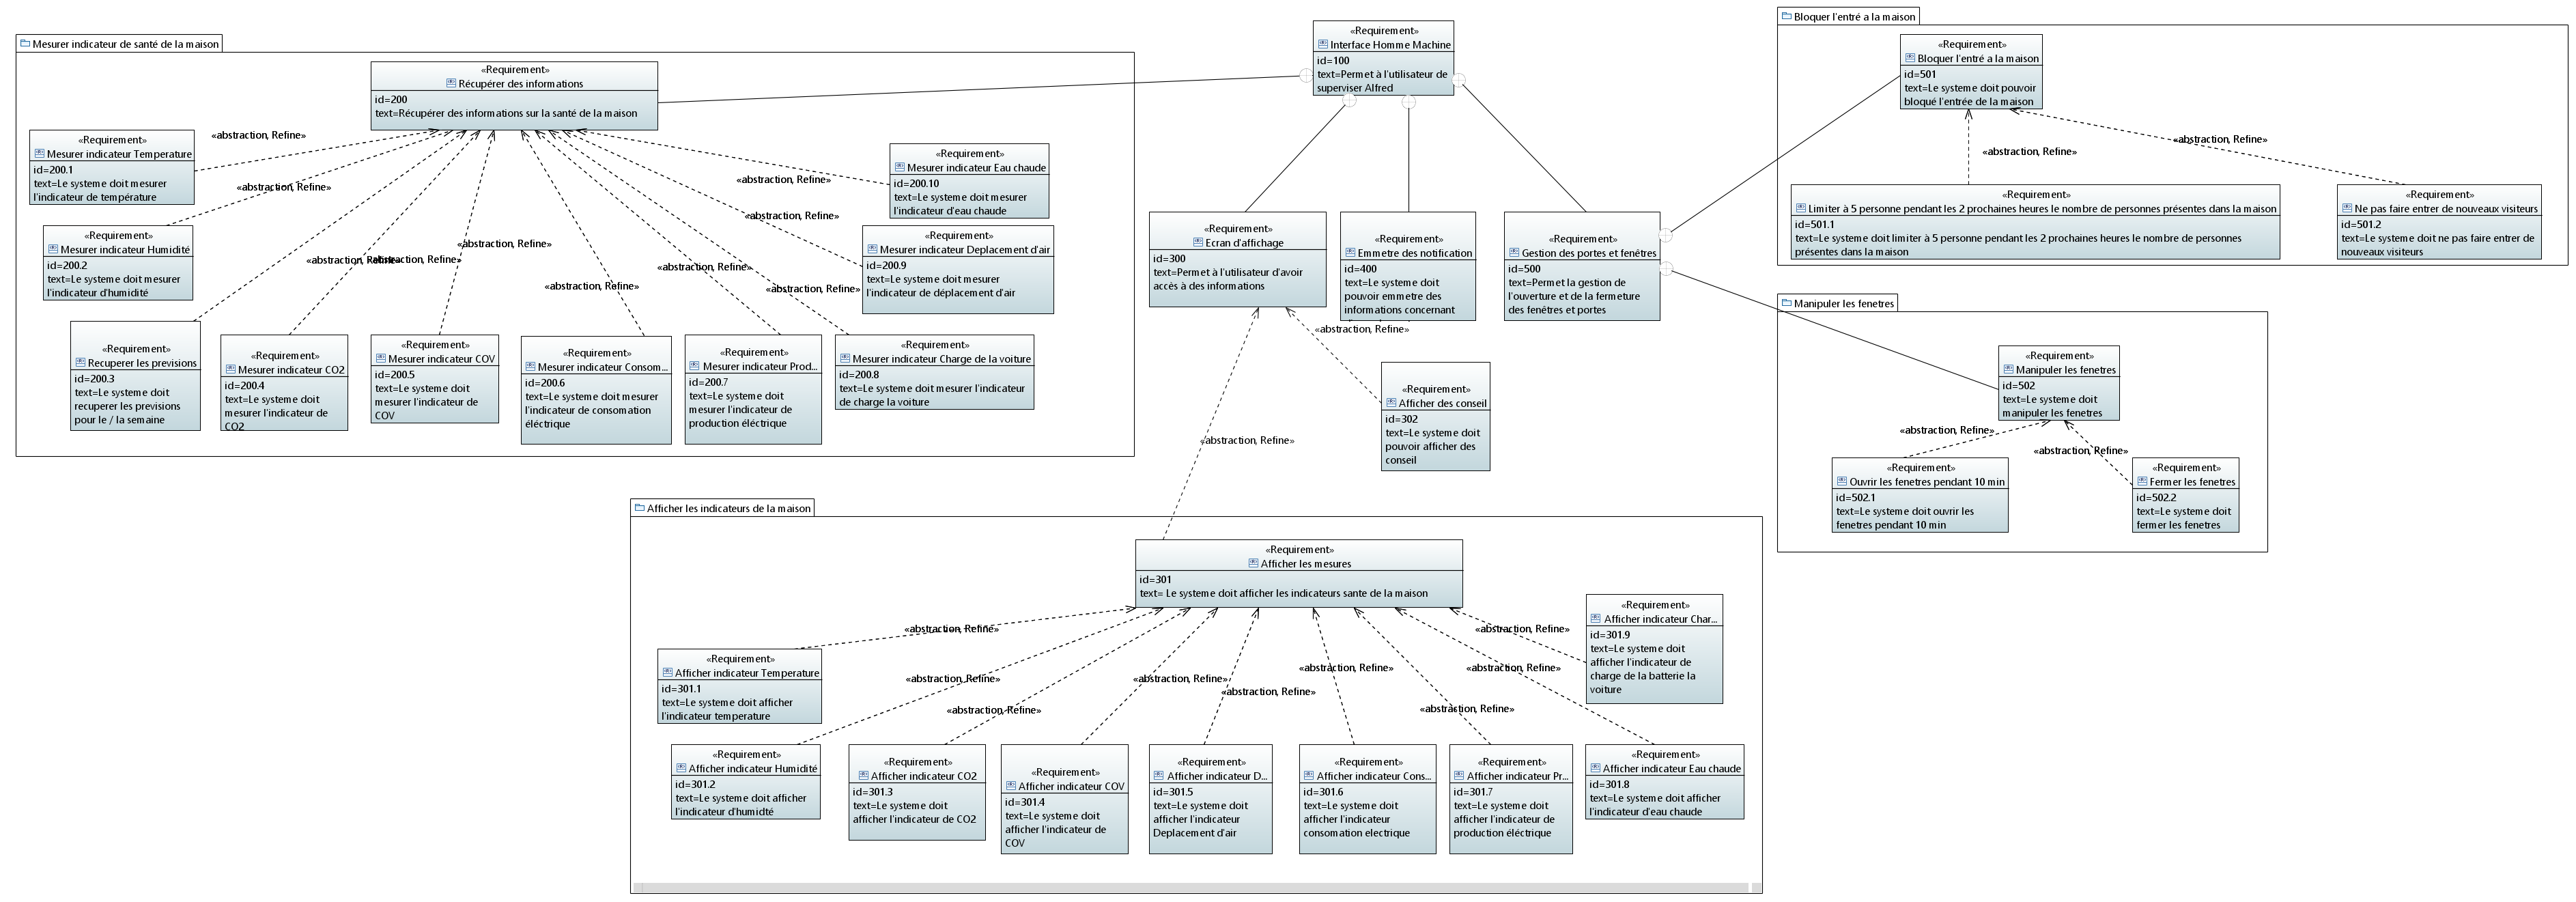 Mesurer indicateur de santé de la maison
«Requirement»
Récupérer des informations
id=200
text=Récupérer des informations sur la santé de la maison
«Requirement»
Mesurer indicateur Temperature
id=200.1
text=Le systeme doit mesurer
l'indicateur de température
«abstraction, Refine»
«Requirement»
Mesurer indicateur Humidité
id=200.2
text=Le systeme doit mesurer
l'indicateur d'humidité
«abstraction, Refine»
«Requirement»
Recuperer les previsions
id=200.3
text=Le systeme doit
recuperer les previsions
pour le / la semaine
«abstraction, Refine»
«Requirement»
Mesurer indicateur CO2
id=200.4
text=Le systeme doit
mesurer l'indicateur de
CO2
«abstraction, Refine»
«Requirement»
Mesurer indicateur COV
id=200.5
text=Le systeme doit
mesurer l'indicateur de
COV
«abstraction, Refine»
«Requirement»
Mesurer indicateur Consom...
id=200.6
text=Le systeme doit mesurer
l'indicateur de consomation
éléctrique
«abstraction, Refine»
«Requirement»
Mesurer indicateur Prod...
id=200.7
text=Le systeme doit
mesurer l'indicateur de
production éléctrique
«abstraction, Refine»
«Requirement»
Mesurer indicateur Charge de la voiture
id=200.8
text=Le systeme doit mesurer l'indicateur
de charge la voiture
«abstraction, Refine»
«Requirement»
Mesurer indicateur Deplacement d'air
id=200.9
text=Le systeme doit mesurer
l'indicateur de déplacement d'air
«abstraction, Refine»
«Requirement»
Mesurer indicateur Eau chaude
id=200.10
text=Le systeme doit mesurer
l'indicateur d'eau chaude
«abstraction, Refine»
«Requirement»
Interface Homme Machine
id=100
text=Permet à l'utilisateur de
superviser Alfred
«Requirement»
Ecran d'affichage
id=300
text=Permet à l'utilisateur d'avoir
accès à des informations
«Requirement»
Emmetre des notification
id=400
text=Le systeme doit
pouvoir emmetre des
informations concernant
«Requirement»
Gestion des portes et fenêtres
id=500
text=Permet la gestion de
l'ouverture et de la fermeture
des fenêtres et portes
«abstraction, Refine»
«Requirement»
Afficher des conseil
id=302
text=Le systeme doit
pouvoir afficher des
conseil
«abstraction, Refine»
Bloquer l'entré a la maison
«Requirement»
Bloquer l'entré a la maison
id=501
text=Le systeme doit pouvoir
bloqué l'entrée de la maison
«abstraction, Refine»
«abstraction, Refine»
«Requirement»
Limiter à 5 personne pendant les 2 prochaines heures le nombre de personnes présentes dans la maison
id=501.1
text=Le systeme doit limiter à 5 personne pendant les 2 prochaines heures le nombre de personnes
présentes dans la maison
«Requirement»
Ne pas faire entrer de nouveaux visiteurs
id=501.2
text=Le systeme doit ne pas faire entrer de
nouveaux visiteurs
Manipuler les fenetres
«Requirement»
Manipuler les fenetres
id=502
text=Le systeme doit
manipuler les fenetres
«abstraction, Refine»
«abstraction, Refine»
«Requirement»
Ouvrir les fenetres pendant 10 min
id=502.1
text=Le systeme doit ouvrir les
fenetres pendant 10 min
«Requirement»
Fermer les fenetres
id=502.2
text=Le systeme doit
fermer les fenetres
Afficher les indicateurs de la maison
«Requirement»
Afficher les mesures
id=301
text= Le systeme doit afficher les indicateurs sante de la maison
«abstraction, Refine»
«Requirement»
Afficher indicateur Temperature
id=301.1
text=Le systeme doit afficher
l'indicateur temperature
«abstraction, Refine»
«Requirement»
Afficher indicateur Humidité
id=301.2
text=Le systeme doit afficher
l'indicateur d'humidté
«abstraction, Refine»
«Requirement»
Afficher indicateur CO2
id=301.3
text=Le systeme doit
afficher l'indicateur de CO2
«abstraction, Refine»
«Requirement»
Afficher indicateur COV
id=301.4
text=Le systeme doit
afficher l'indicateur de
COV
«abstraction, Refine»
«Requirement»
Afficher indicateur D...
id=301.5
text=Le systeme doit
afficher l'indicateur
Deplacement d'air
«abstraction, Refine»
«Requirement»
Afficher indicateur Cons...
id=301.6
text=Le systeme doit
afficher l'indicateur
consomation electrique
«abstraction, Refine»
«Requirement»
Afficher indicateur Pr...
id=301.7
text=Le systeme doit
afficher l'indicateur de
production éléctrique
«abstraction, Refine»
«Requirement»
Afficher indicateur Eau chaude
id=301.8
text=Le systeme doit afficher
l'indicateur d'eau chaude
«abstraction, Refine»
«Requirement»
Afficher indicateur Char...
id=301.9
text=Le systeme doit
afficher l'indicateur de
charge de la batterie la
voiture